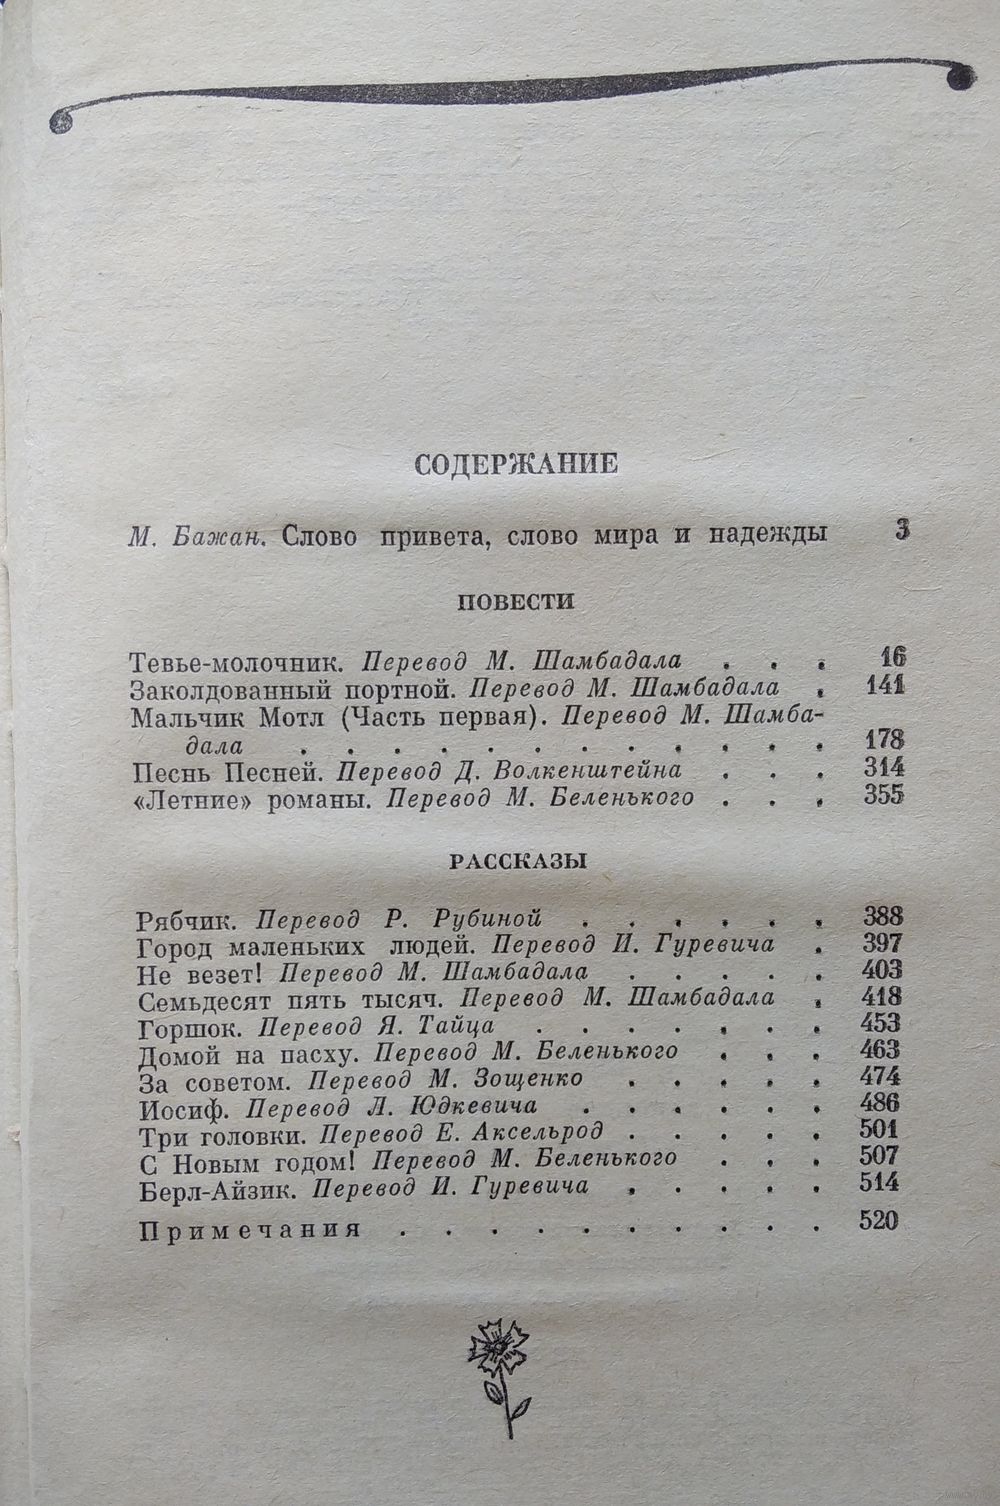 СОДЕРЖАНИЕ
М. Бажан. Слово привета, слово мира и надежды 3
ПОВЕСТИ
Тевье-молочник. Перевод М. Шамбадала . . . 16
Заколдованный портной. Перевод М. Шамбадала . 141
Мальчик Мотл (Часть первая). Перевод М. Шамба-
дала . . . . . . . . . . . . 178
Песнь Песней. Перевод Д. Волкенштейна . . . 314
«Летние» романы. Перевод М. Беленького . . . 355
РАССКАЗЫ
Рябчик. Перевод Р. Рубиной . . . . . . 388
Город маленьких людей. Перевод И. Гуревича . 397
Не везет! Перевод М. Шамбадала . . . . . 403
Семьдесят пять тысяч. Перевод М. Шамбадала . 418
Горшок. Перевод Я. Тайца . . . . . . . 453
Домой на пасху. Перевод М. Беленького . . . 463
За советом. Перевод М. Зощенко . . . . . 474
Иосиф. Перевод Л. Юдкевича . . . . . . 486
Три головки. Перевод Е. Аксельрод . . . . . 501
С Новым годом! Перевод М. Беленького . . . 507
Берл-Айзик. Перевод И. Гуревича . . . . . 514
Примечания . . . . . . . . . . 520